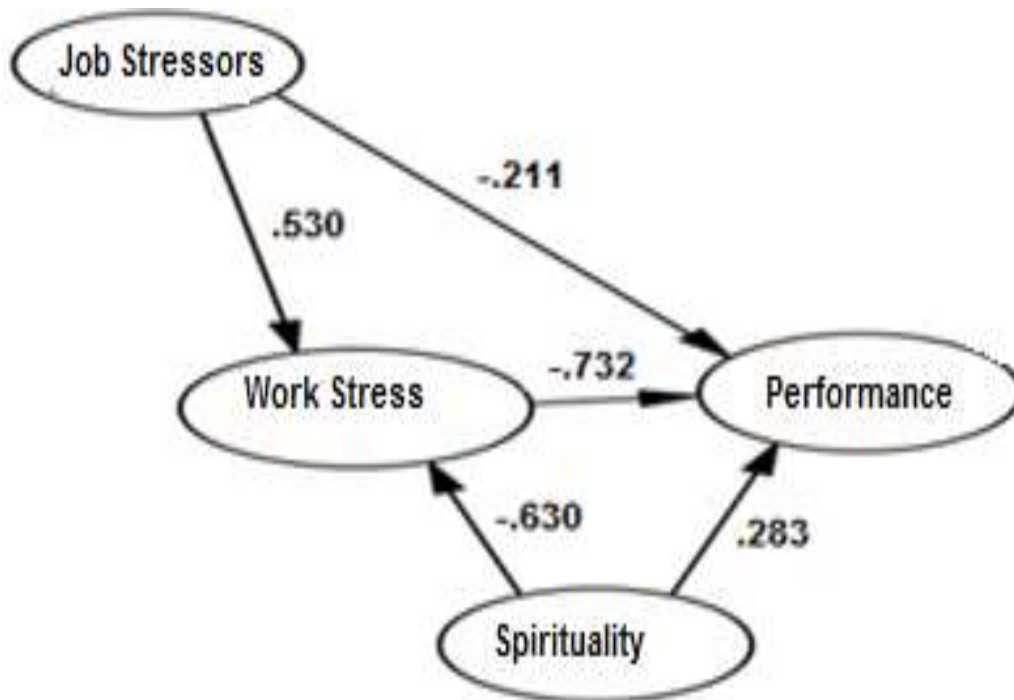 Job Stressors
-.211
.530
-.732
Work Stress
Performance
-.630
.283
Spirituality